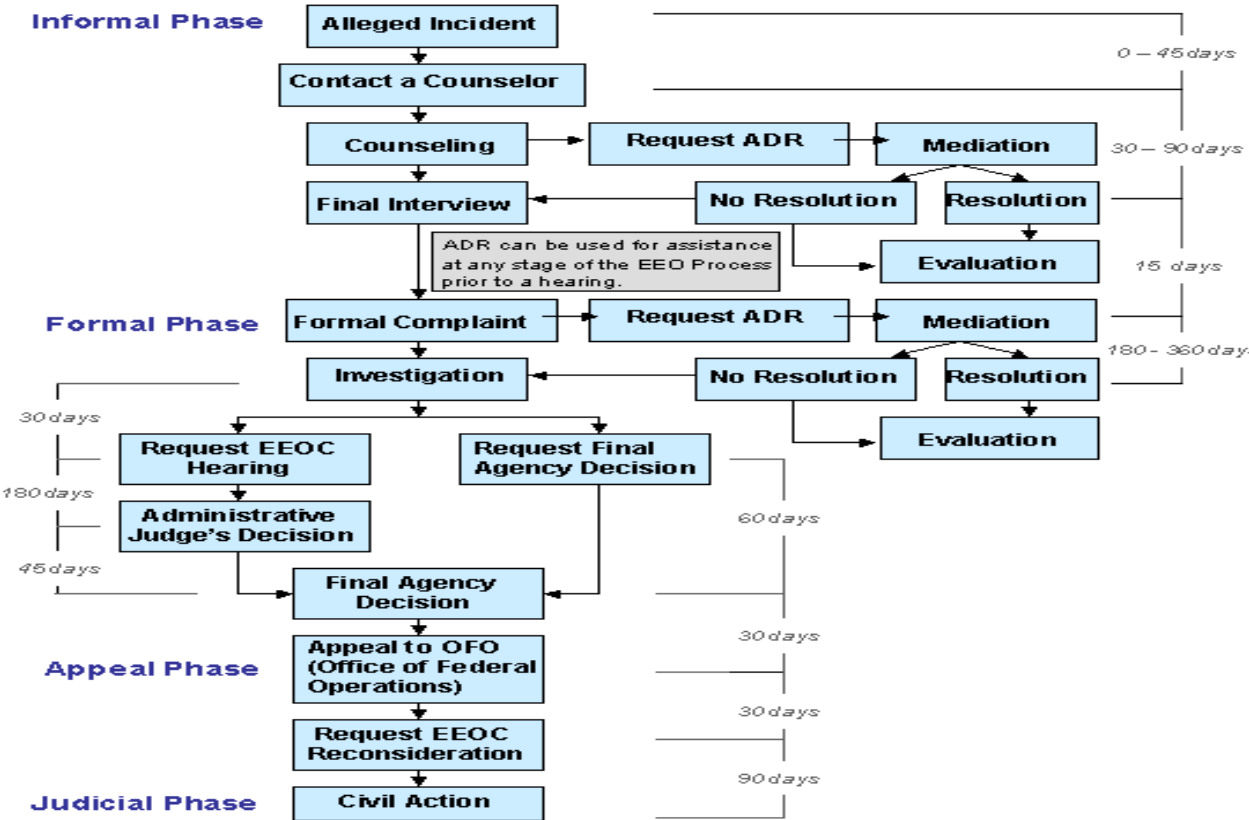 Informal Phase
Alleged Incident
0 – 45 days
Contact a Counselor
Counseling
Request ADR
Mediation
30 – 90 days
Final Interview
No Resolution
Resolution
ADR can be used for assistance
at any stage of the EEO Process
prior to a hearing.
Evaluation
15 days
Formal Phase
Formal Complaint
Request ADR
Mediation
180 - 360 day
Investigation
No Resolution
Resolution
30 days
Request EEOC
Hearing
Request Final
Agency Decision
Evaluation
180 days
Administrative
Judge's Decision
60 days
45 days
Final Agency
Decision
30 days
Appeal Phase
Appeal to OFO
(Office of Federal
Operations)
30 days
Request EEOC
Reconsideration
90 days
Judicial Phase
Civil Action